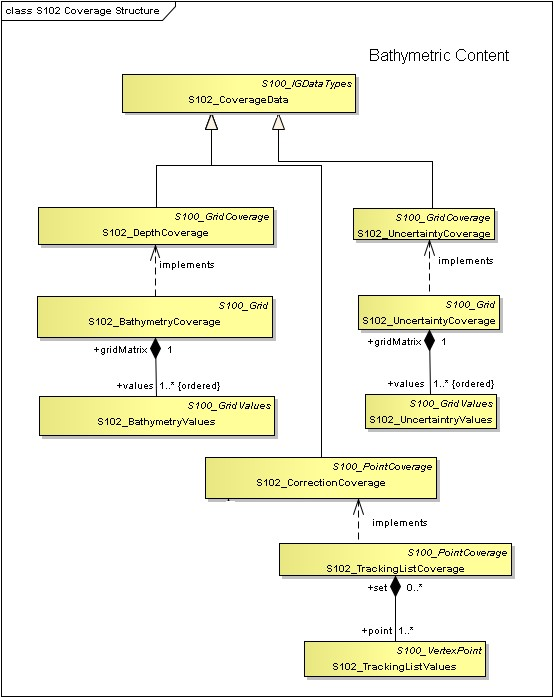 class S102 Coverage Structure
Bathymetric Content
S100_IGDataTypes
S102_CoverageData
S100_GridCoverage
S102_DepthCoverage
S100_GridCoverage
S102_UncertaintyCoverage
implements
implements
S100_Grid
S102_BathymetryCoverage
S100_Grid
S102_UncertaintyCoverage
+gridMatrix 1
+gridMatrix 1
+values 1..* {ordered}
+values 1..* {ordered}
S100_GridValues
S102_BathymetryValues
S100_GridValues
S102_UncertaintryValues
S100_PointCoverage
S102_CorrectionCoverage
implements
S100_PointCoverage
S102_TrackingListCoverage
+set 0..*
+point 1..*
S100_VertexPoint
S102_TrackingListValues